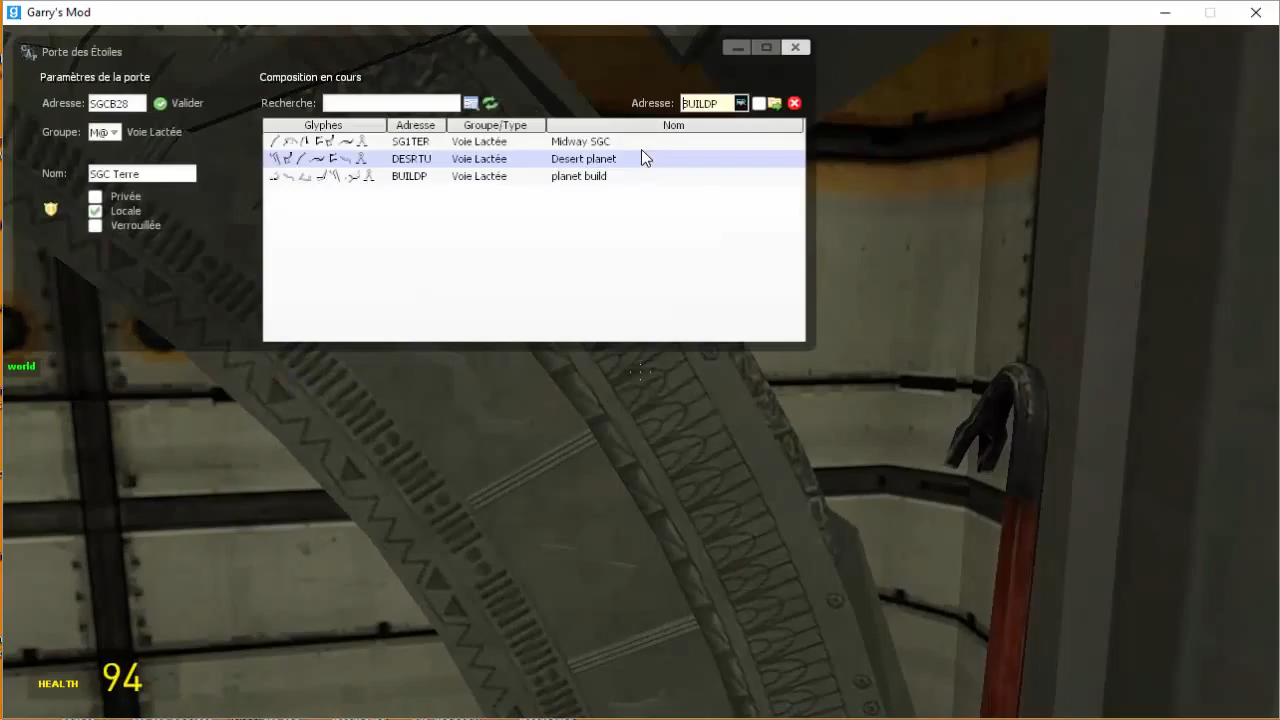 Garry's Mod
Porte des Étoiles
Paramètres de la porte
Adresse: SGCB28 Valider
Groupe: M@ Voie Lactée
Nom: SGC Terre
Privée
Locale
Verrouillée
Composition en cours
Recherche: Adresse: BUILDP
Glyphes Adresse Groupe/Type Nom
SG1TER Voie Lactée Midway SGC
DESRTU Voie Lactée Desert planet
BUILDP Voie Lactée planet build
world
HEALTH 94